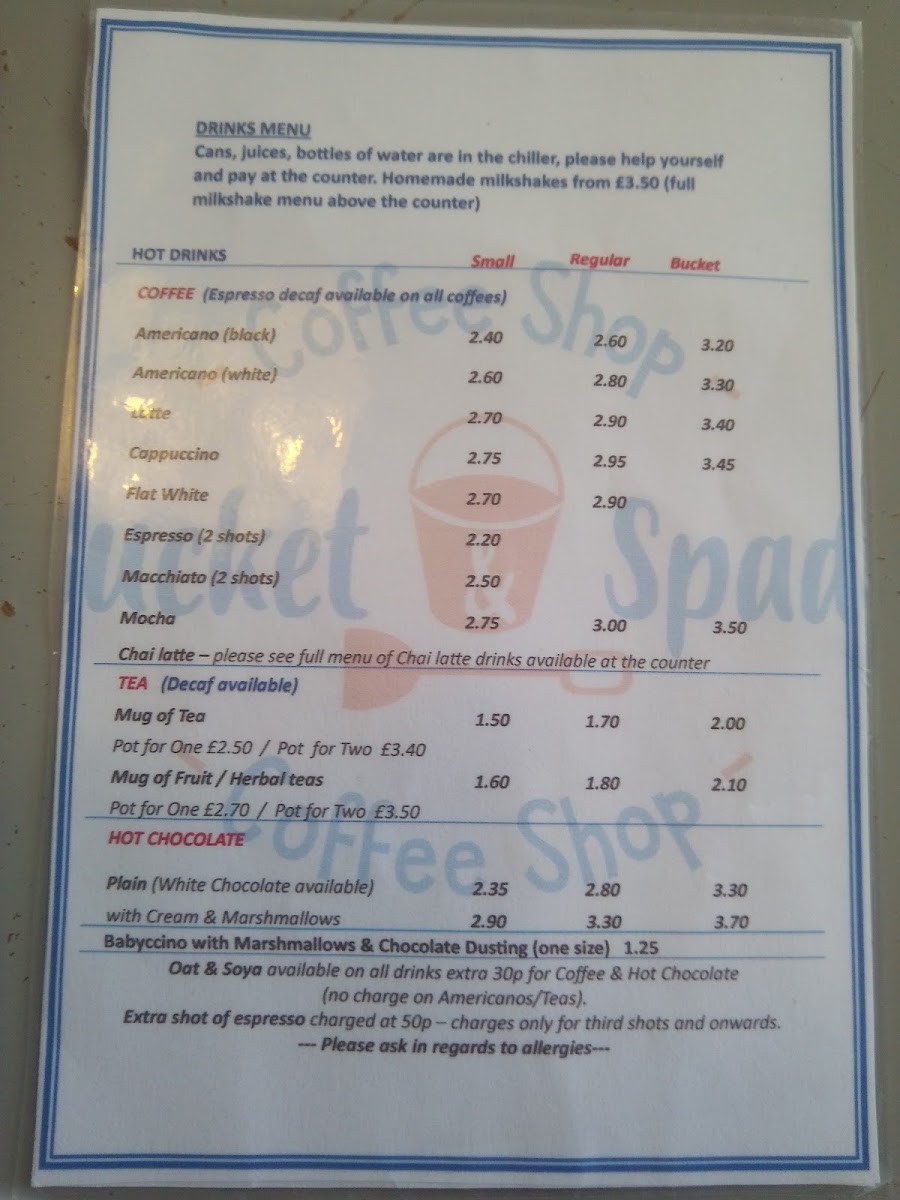 DRINKS MENU
Cans, juices, bottles of water are in the chiller, please help yourself
and pay at the counter. Homemade milkshakes from £3.50 (full
milkshake menu above the counter)
HOT DRINKS Small Regular Bucket
COFFEE (Espresso decaf available on all coffees)
Americano (black) 2.40 2.60 3.20
Americano (white) 2.60 2.80 3.30
Latte 2.70 2.90 3.40
Cappuccino 2.75 2.95 3.45
Flat White 2.70 2.90
Espresso (2 shots) 2.20
Macchiato (2 shots) 2.50
Mocha 2.75 3.00 3.50
Chai latte – please see full menu of Chai latte drinks available at the counter
TEA (Decaf available)
Mug of Tea 1.50 1.70 2.00
Pot for One £2.50 / Pot for Two £3.40
Mug of Fruit / Herbal teas 1.60 1.80 2.10
Pot for One £2.70 / Pot for Two £3.50
HOT CHOCOLATE
Plain (White Chocolate available) 2.35 2.80 3.30
with Cream & Marshmallows 2.90 3.30 3.70
Babyccino with Marshmallows & Chocolate Dusting (one size) 1.25
Oat & Soya available on all drinks extra 30p for Coffee & Hot Chocolate
(no charge on Americanos/Teas).
Extra shot of espresso charged at 50p – charges only for third shots and onwards.
--- Please ask in regards to allergies---
Coffee Shop
ucket & Spad
Coffee Shop